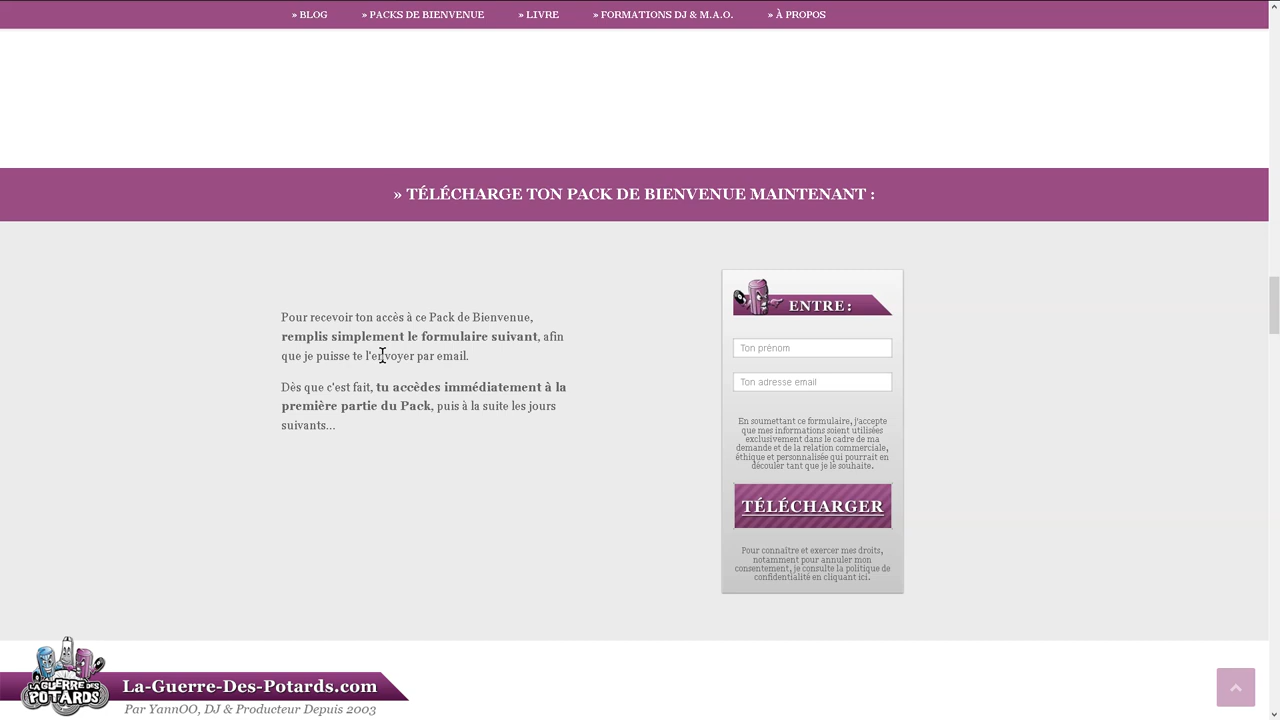 » BLOG » PACKS DE BIENVENUE » LIVRE » FORMATIONS DJ & M.A.O. » À PROPOS
» TÉLÉCHARGE TON PACK DE BIENVENUE MAINTENANT :
Pour recevoir ton accès à ce Pack de Bienvenue,
remplis simplement le formulaire suivant, afin
que je puisse te l'envoyer par email.
Dès que c'est fait, tu accèdes immédiatement à la
première partie du Pack, puis à la suite les jours
suivants...
ENTRE :
Ton prénom
Ton adresse email
En soumettant ce formulaire, j'accepte
que mes informations soient utilisées
exclusivement dans le cadre de ma
demande et de la relation commerciale,
éthique et personnalisée qui pourrait en
découler tant que je le souhaite.
TÉLÉCHARGER
Pour connaître et exercer mes droits,
notamment pour annuler mon
consentement, je consulte la politique de
confidentialité en cliquant ici.
LA GUERRE DES
POTARDS
La-Guerre-Des-Potards.com
Par YannOO, DJ & Producteur Depuis 2003